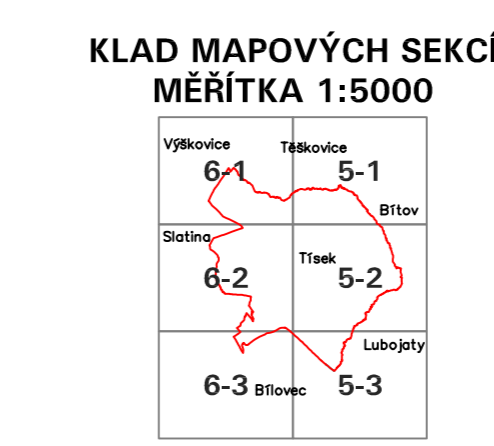 KLAD MAPOVÝCH SEKCÍ
MĚŘÍTKA 1:5000
Výškovice
Těškovice
6-1
5-1
Bítov
Slatina
Tísek
6-2
5-2
Lubojaty
6-3
Bílovec
5-3